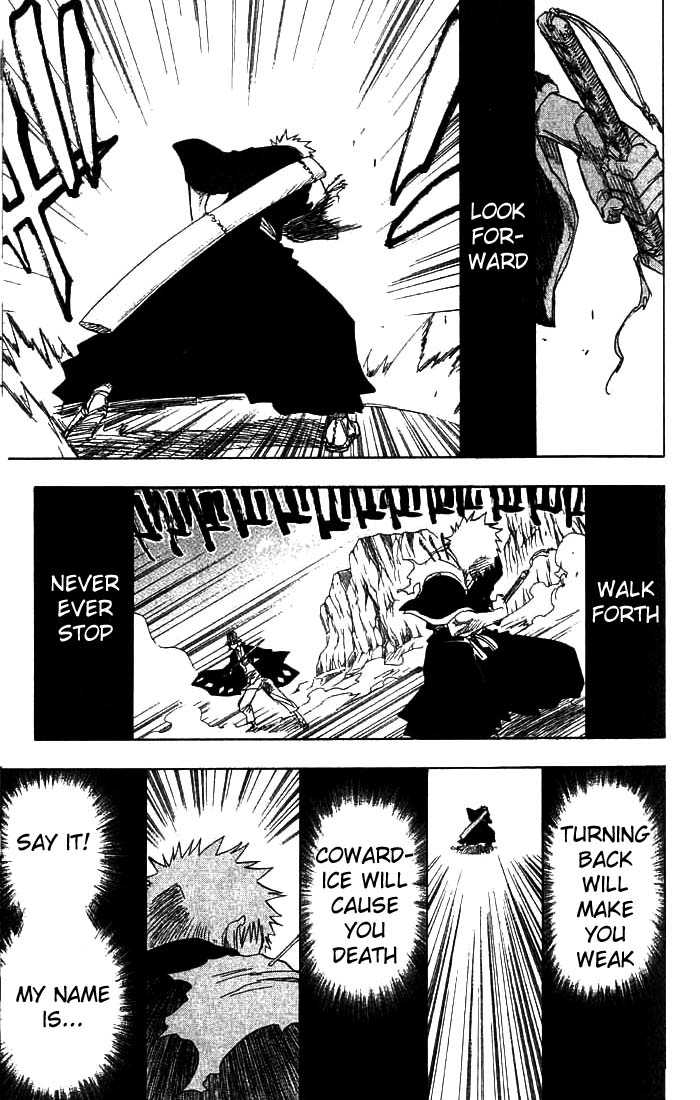 LOOK
FOR-
WARD
WALK
FORTH
NEVER
EVER
STOP
TURNING
BACK
WILL
MAKE
YOU
WEAK
COWARD-
ICE WILL
CAUSE
YOU
DEATH
SAY IT!
MY NAME
IS...